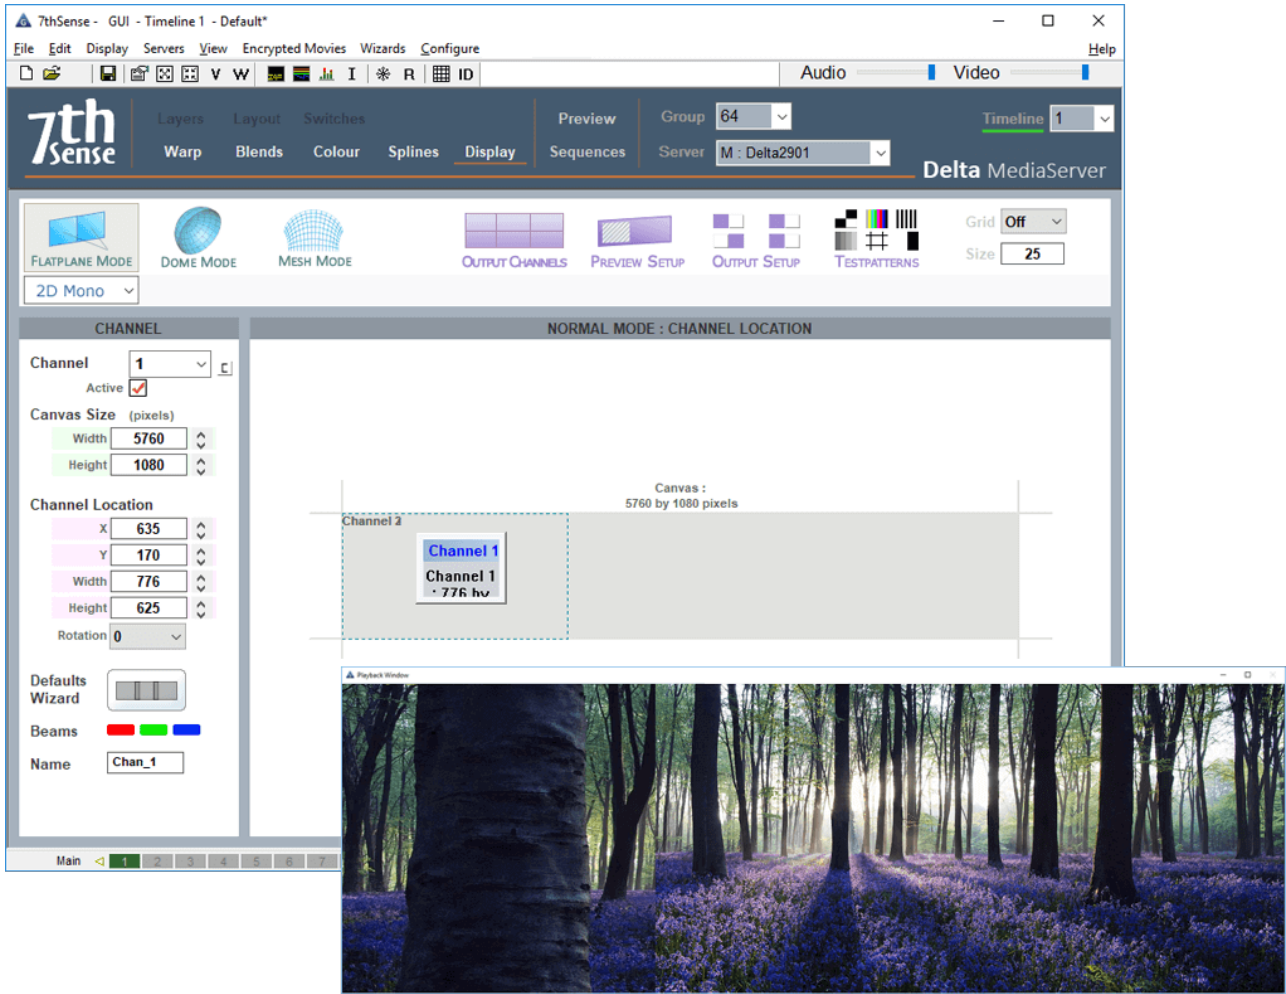 7thSense - GUI - Timeline 1 - Default*
File Edit Display Servers View Encrypted Movies Wizards Configure Help
V W I R ID Audio Video
7th Sense
Layers Layout Switches Preview Group 64 Timeline 1
Warp Blends Colour Splines Display Sequences Server M : Delta2901
Delta MediaServer
Grid Off
Size 25
FLATPLANE MODE DOME MODE MESH MODE OUTPUT CHANNELS PREVIEW SETUP OUTPUT SETUP TESTPATTERNS
2D Mono
CHANNEL NORMAL MODE : CHANNEL LOCATION
Channel 1
Active
Canvas Size (pixels)
Width 5760
Height 1080
Channel Location
X 635
Y 170
Width 776
Height 625
Rotation 0
Defaults
Wizard
Beams
Name Chan_1
Canvas :
5760 by 1080 pixels
Channel
Channel 1
Channel 1
: 776 by
Playback Window
Main 1 2 3 4 5 6 7